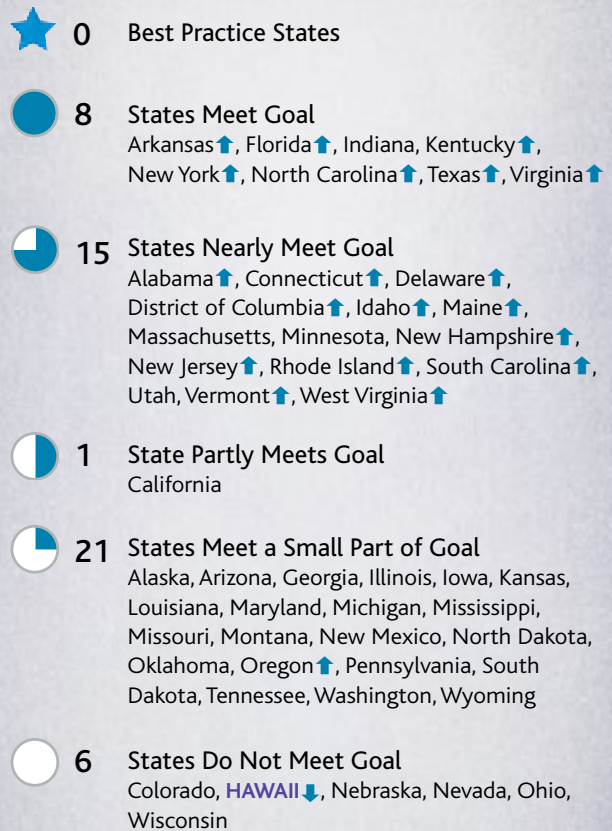 0 Best Practice States
8 States Meet Goal
Arkansas⬆, Florida⬆, Indiana, Kentucky⬆,
New York⬆, North Carolina⬆, Texas⬆, Virginia⬆
15 States Nearly Meet Goal
Alabama⬆, Connecticut⬆, Delaware⬆,
District of Columbia⬆, Idaho⬆, Maine⬆,
Massachusetts, Minnesota, New Hampshire⬆,
New Jersey⬆, Rhode Island⬆, South Carolina⬆,
Utah, Vermont⬆, West Virginia⬆
1 State Partly Meets Goal
California
21 States Meet a Small Part of Goal
Alaska, Arizona, Georgia, Illinois, Iowa, Kansas,
Louisiana, Maryland, Michigan, Mississippi,
Missouri, Montana, New Mexico, North Dakota,
Oklahoma, Oregon⬆, Pennsylvania, South
Dakota, Tennessee, Washington, Wyoming
6 States Do Not Meet Goal
Colorado, HAWAII⬇, Nebraska, Nevada, Ohio,
Wisconsin